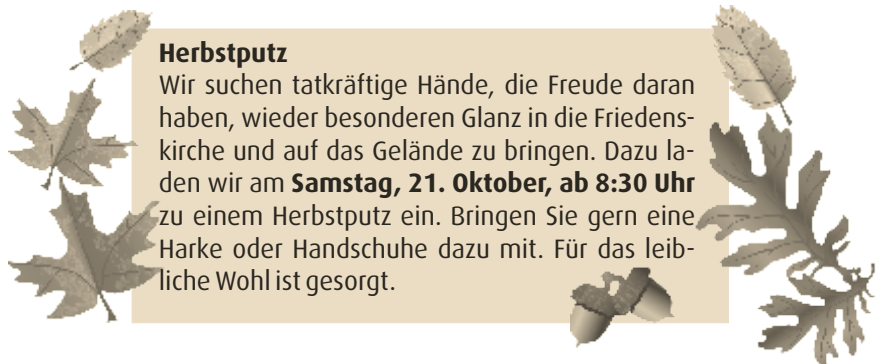 Herbstputz
Wir suchen tatkräftige Hände, die Freude daran
haben, wieder besonderen Glanz in die Friedens-
kirche und auf das Gelände zu bringen. Dazu la-
den wir am Samstag, 21. Oktober, ab 8:30 Uhr
zu einem Herbstputz ein. Bringen Sie gern eine
Harke oder Handschuhe dazu mit. Für das leib-
liche Wohl ist gesorgt.